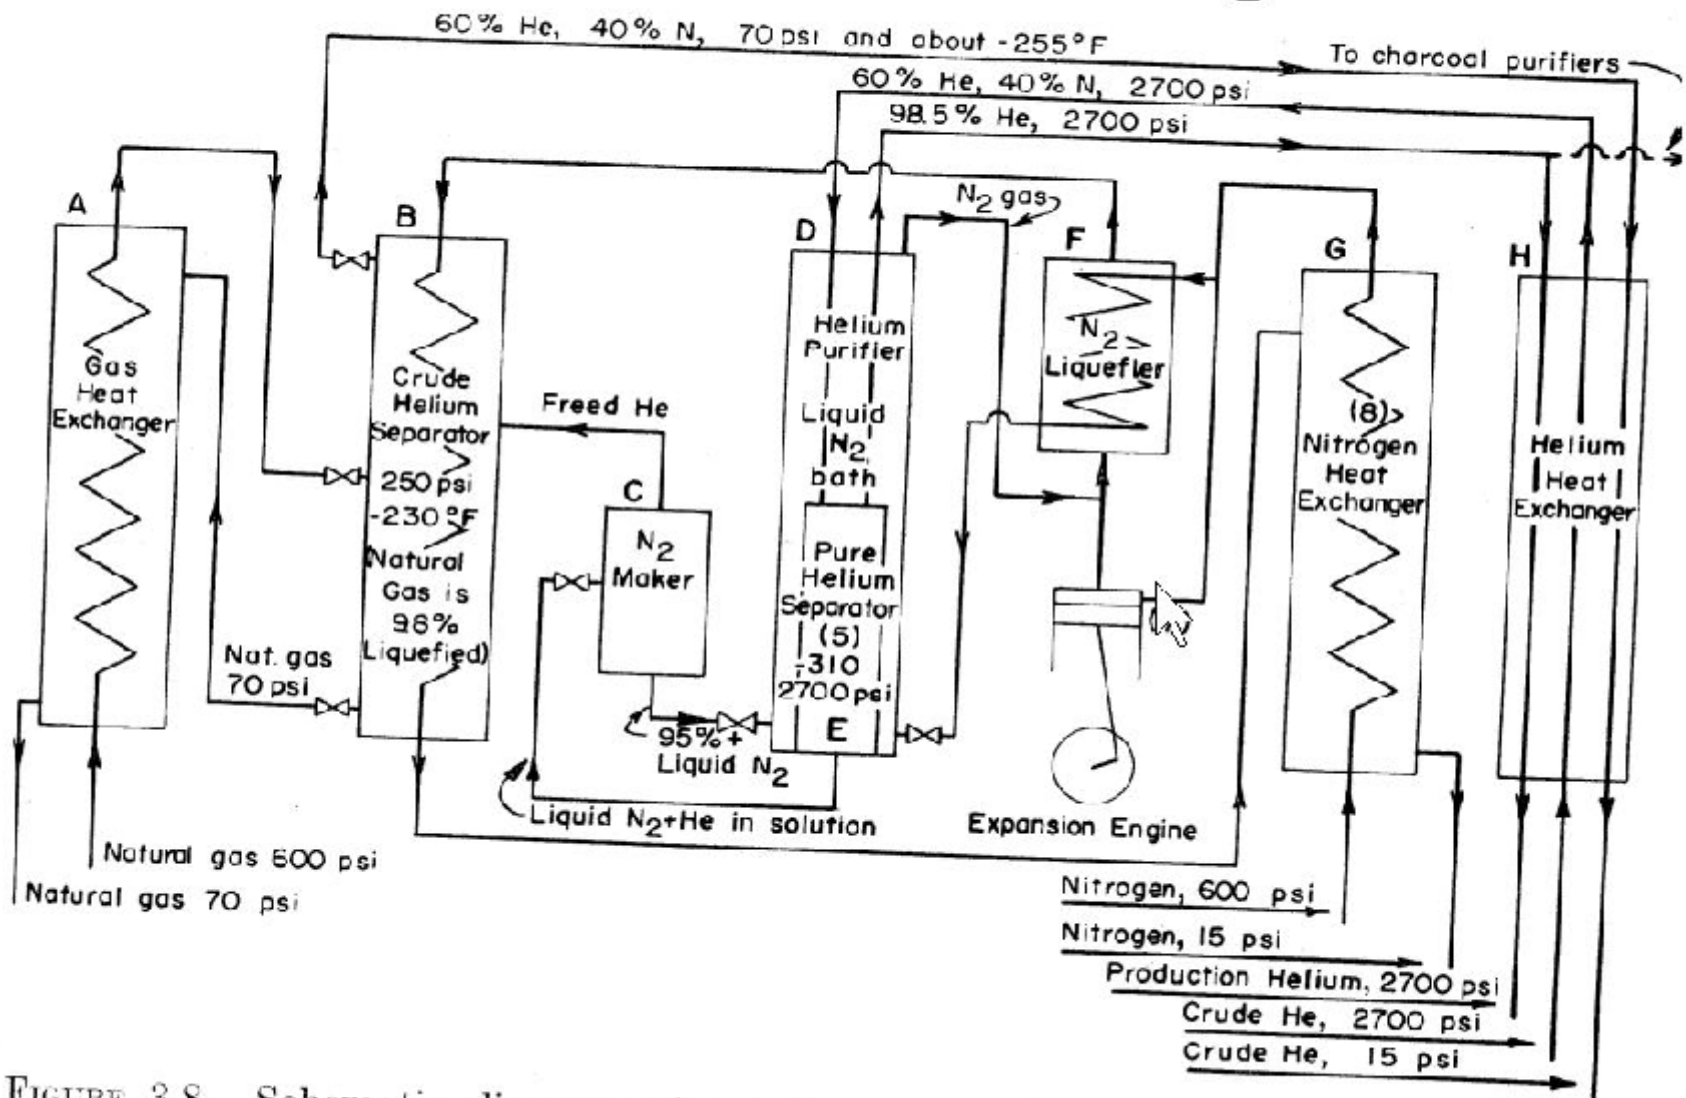 60% He, 40% N, 70 psi and about -255°F
To charcoal purifiers
60% He, 40% N, 2700 psi
98.5% He, 2700 psi
A
Gas
Heat
Exchanger
B
Crude
Helium
Separator
250 psi
-230°F
(Natural
Gas is
96%
Liquefied)
Nat. gas
70 psi
Natural gas 600 psi
Natural gas 70 psi
Freed He
C
N2
Maker
95%+
Liquid N2
Liquid N2+He in solution
D
Helium
Purifier
Liquid
N2
bath
Pure
Helium
Separator
(5)
-310
2700 psi
E
N2 gas
F
N2
Liquefier
Expansion Engine
G
(8)
Nitrogen
Heat
Exchanger
H
Helium
Heat
Exchanger
Nitrogen, 600 psi
Nitrogen, 15 psi
Production Helium, 2700 psi
Crude He, 2700 psi
Crude He, 15 psi
FIGURE 3.8 Schematic